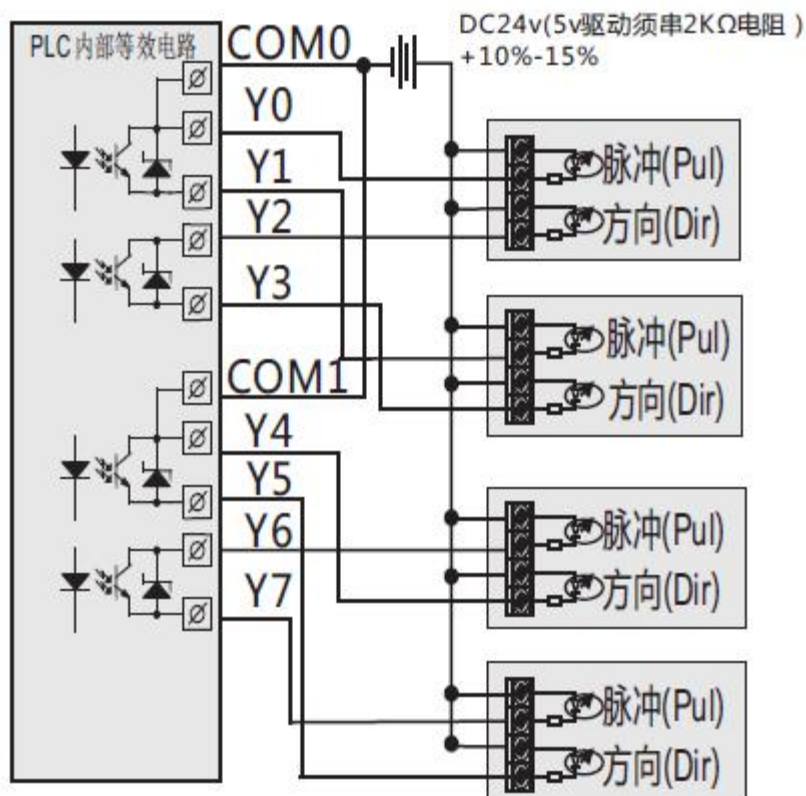 PLC内部等效电路
COM0
Y0
Y1
Y2
Y3
COM1
Y4
Y5
Y6
Y7
DC24v(5v驱动须串2KΩ电阻)
+10%-15%
脉冲(Pul)
方向(Dir)
脉冲(Pul)
方向(Dir)
脉冲(Pul)
方向(Dir)
脉冲(Pul)
方向(Dir)